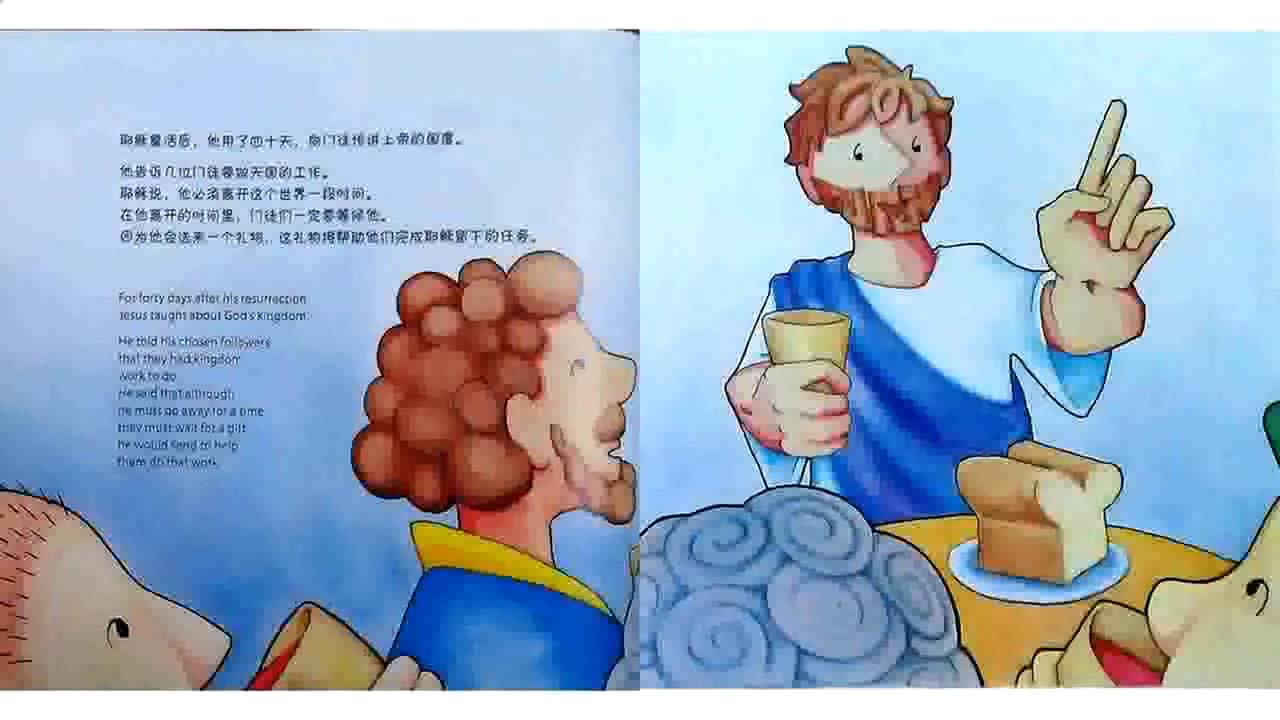 耶稣复活后，他用了四十天，向门徒传讲上帝的国度。
他告诉几位门徒要做天国的工作。
耶稣说，他必须离开这个世界一段时间。
在他离开的时间里，门徒们一定要等候他。
因为他会送来一个礼物，这礼物将帮助他们完成耶稣留下的任务。
For forty days after his resurrection
Jesus taught about God's kingdom.
He told his chosen followers
that they had kingdom
work to do
He said that although
he must go away for a time
they must wait for a gift
he would send to help
them do that work.